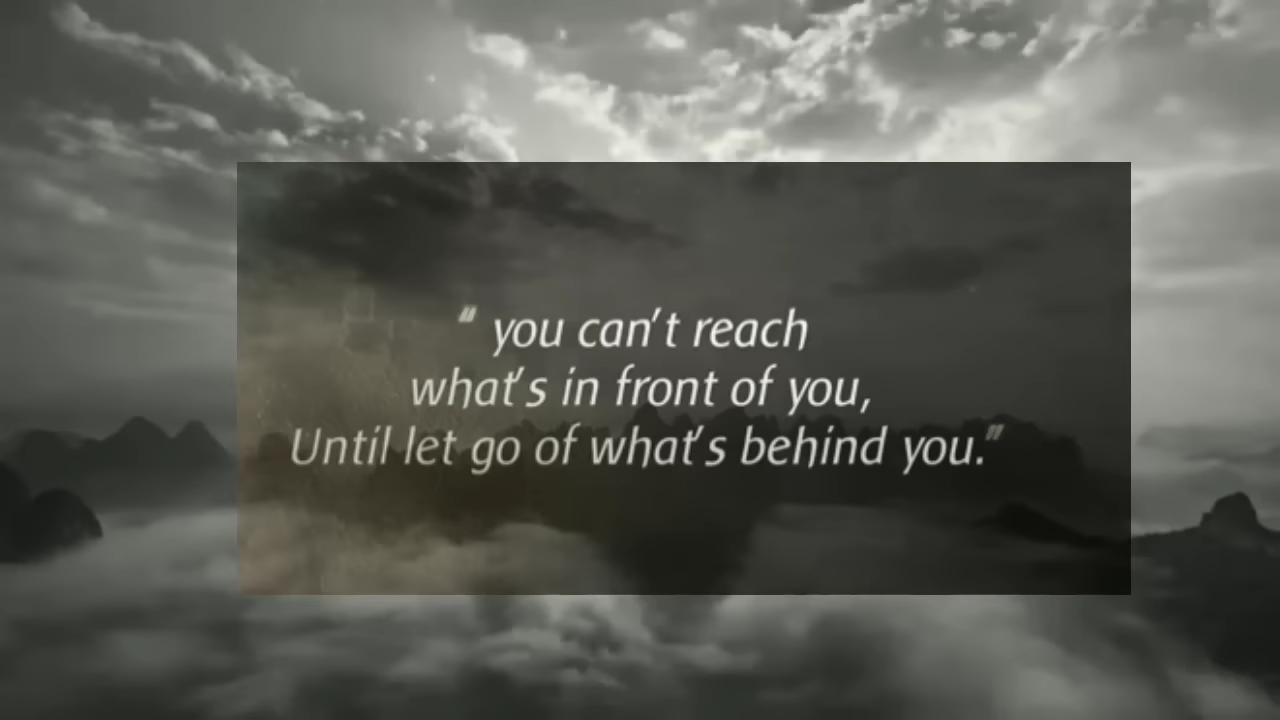 “ you can't reach
what's in front of you,
Until let go of what's behind you.”